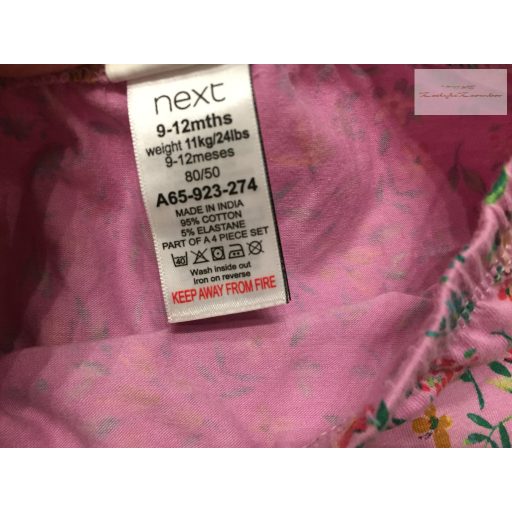 next
9-12mths
weight 11kg/24lbs
9-12meses
80/50
A65-923-274
MADE IN INDIA
95% COTTON
5% ELASTANE
PART OF A 4 PIECE SET
40
Wash inside out
Iron on reverse
KEEP AWAY FROM FIRE